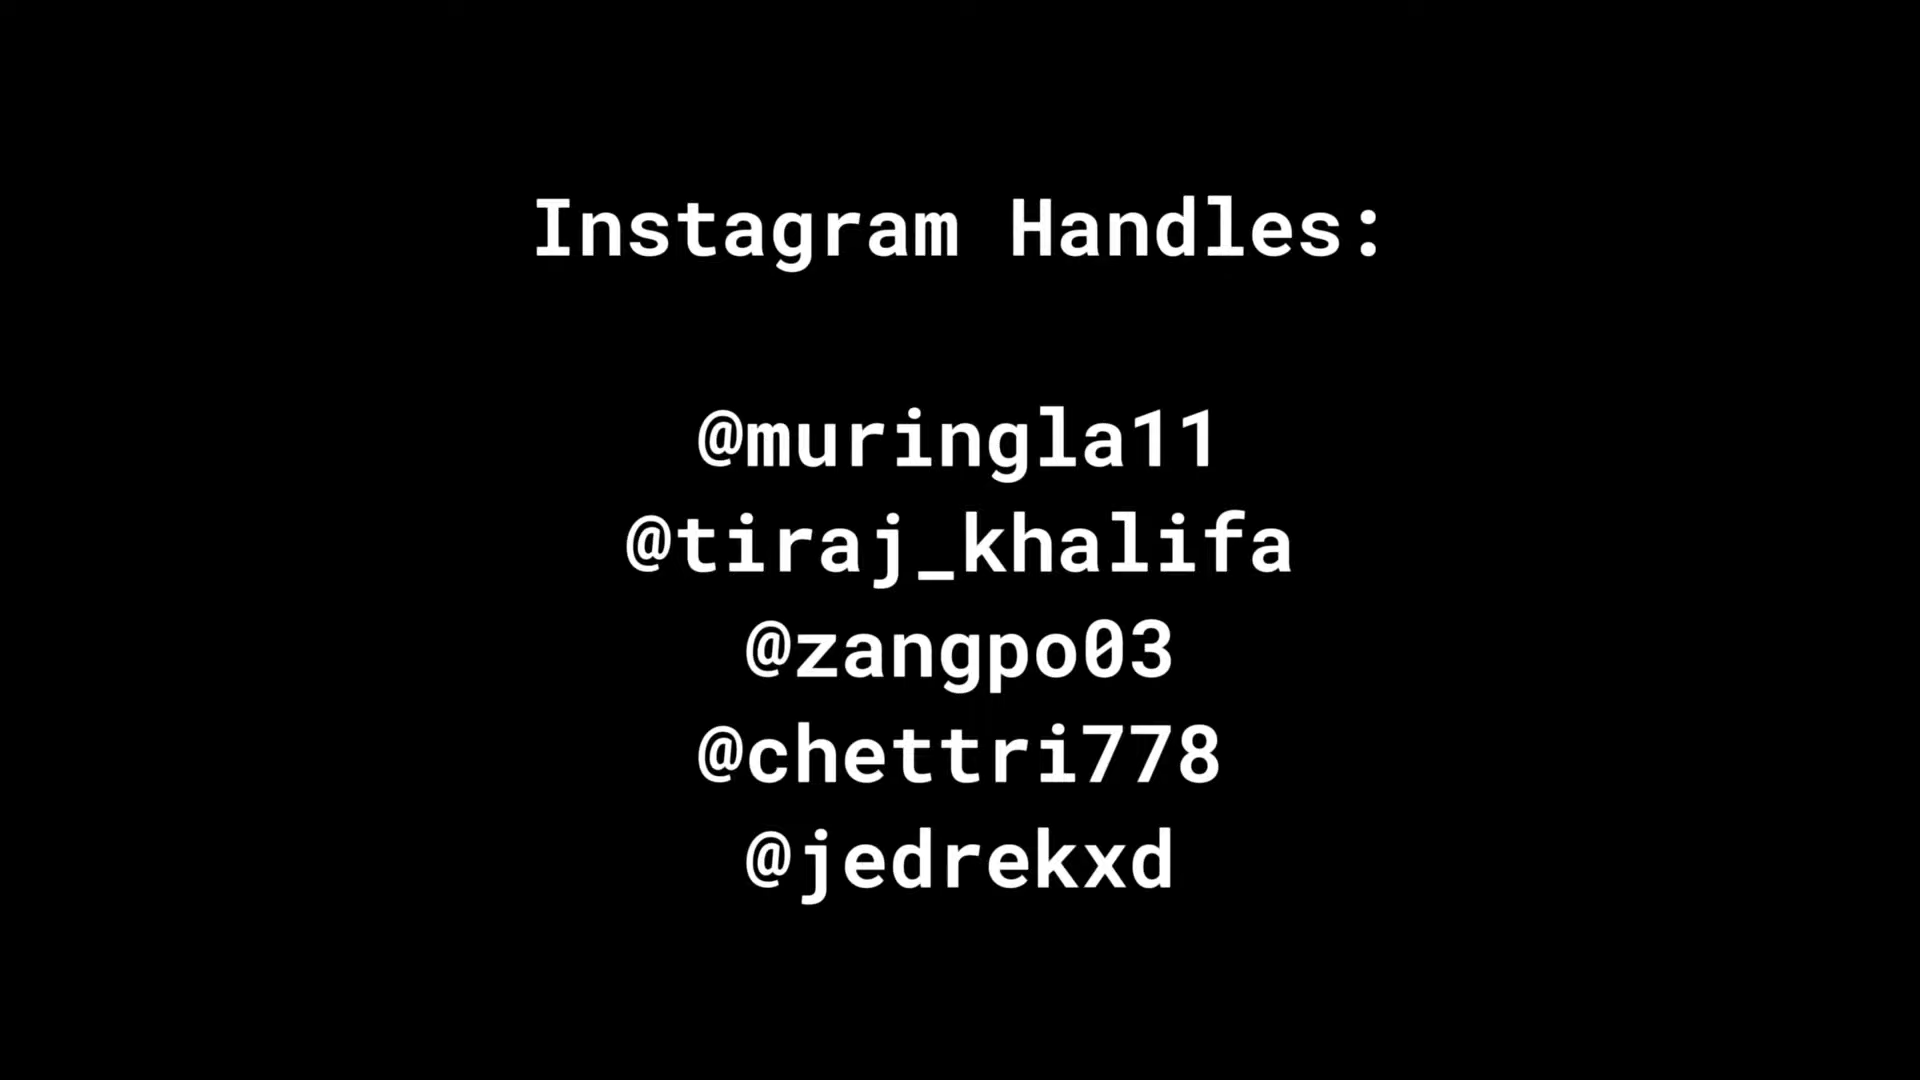 Instagram Handles:
@muringla11
@tiraj_khalifa
@zangpo03
@chettri778
@jedrekxd